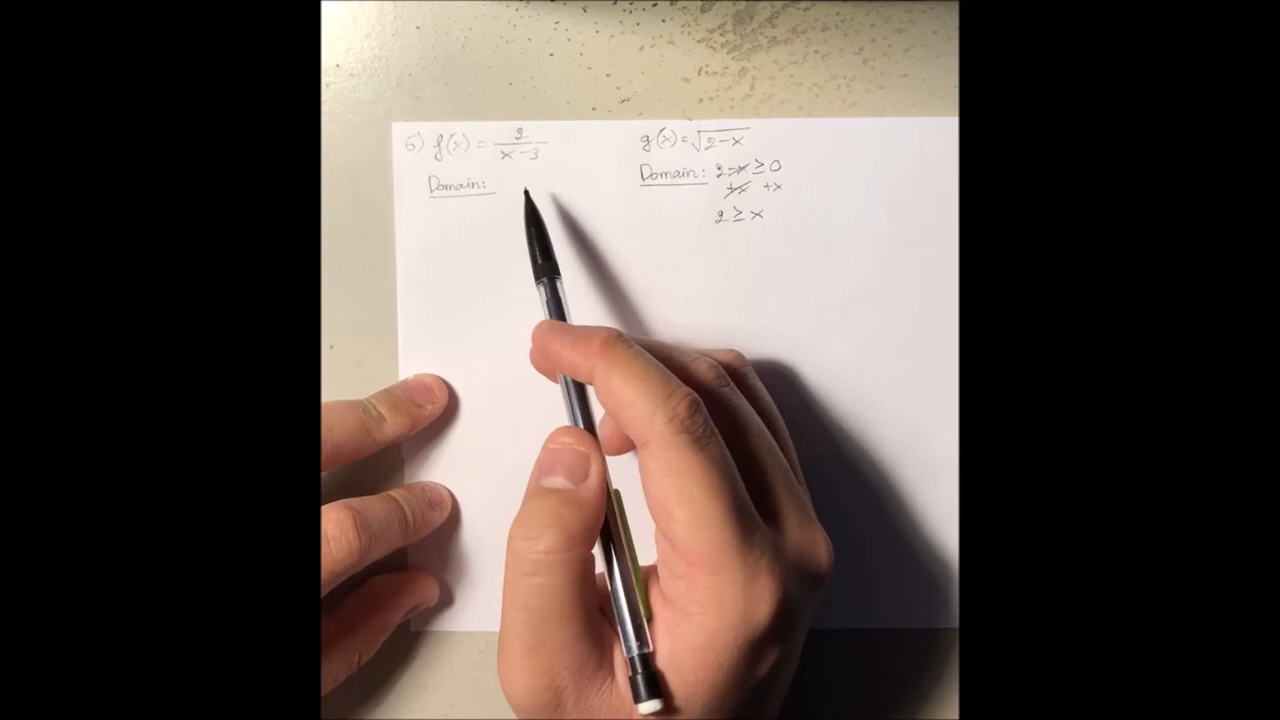 6) f(x) = 2/(x-3)
Domain:
g(x) = √(2-x)
Domain: 2-x ≥ 0
+x +x
2 ≥ x